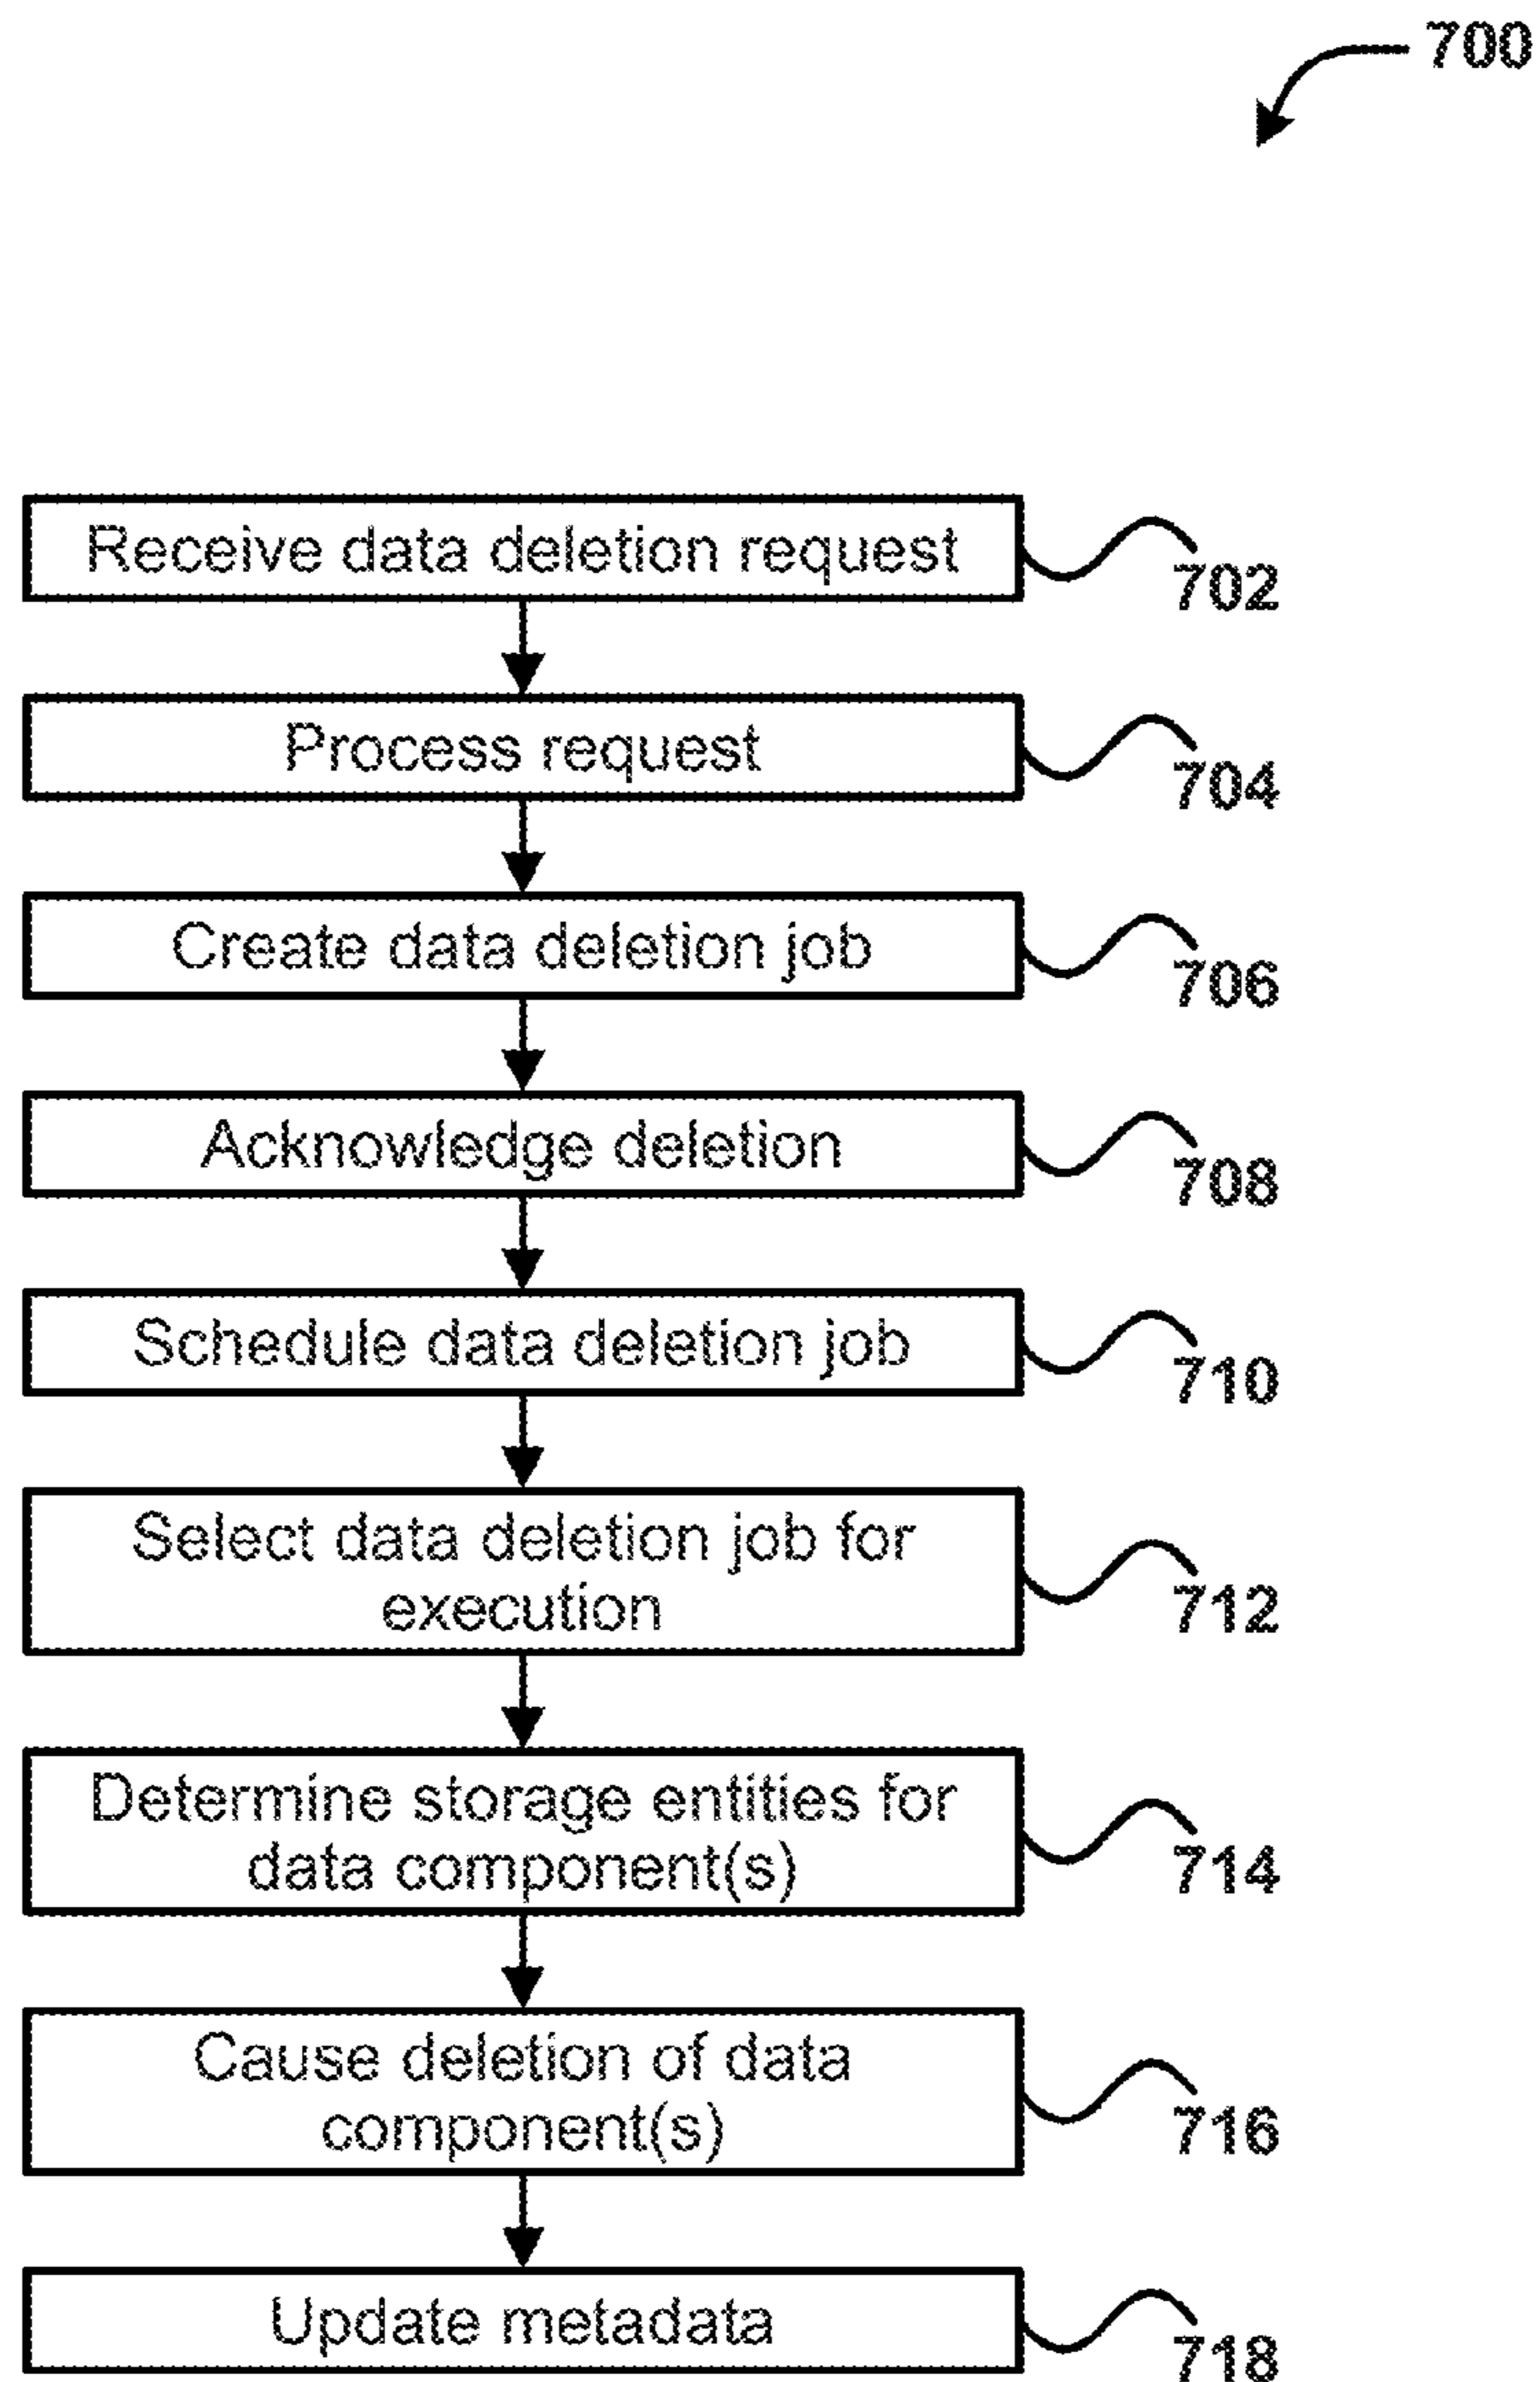 700
Receive data deletion request
702
Process request
704
Create data deletion job
706
Acknowledge deletion
708
Schedule data deletion job
710
Select data deletion job for
execution
712
Determine storage entities for
data component(s)
714
Cause deletion of data
component(s)
716
Update metadata
718